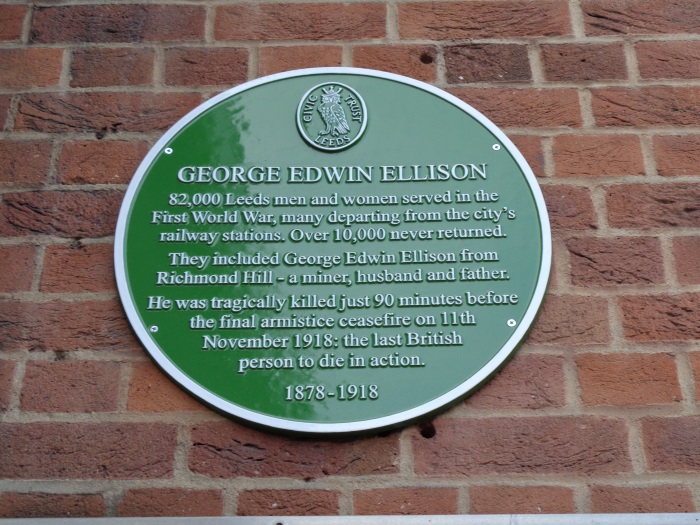 CIVIC TRUST
LEEDS
GEORGE EDWIN ELLISON
82,000 Leeds men and women served in the
First World War, many departing from the city's
railway stations. Over 10,000 never returned.
They included George Edwin Ellison from
Richmond Hill - a miner, husband and father.
He was tragically killed just 90 minutes before
the final armistice ceasefire on 11th
November 1918: the last British
person to die in action.
1878-1918